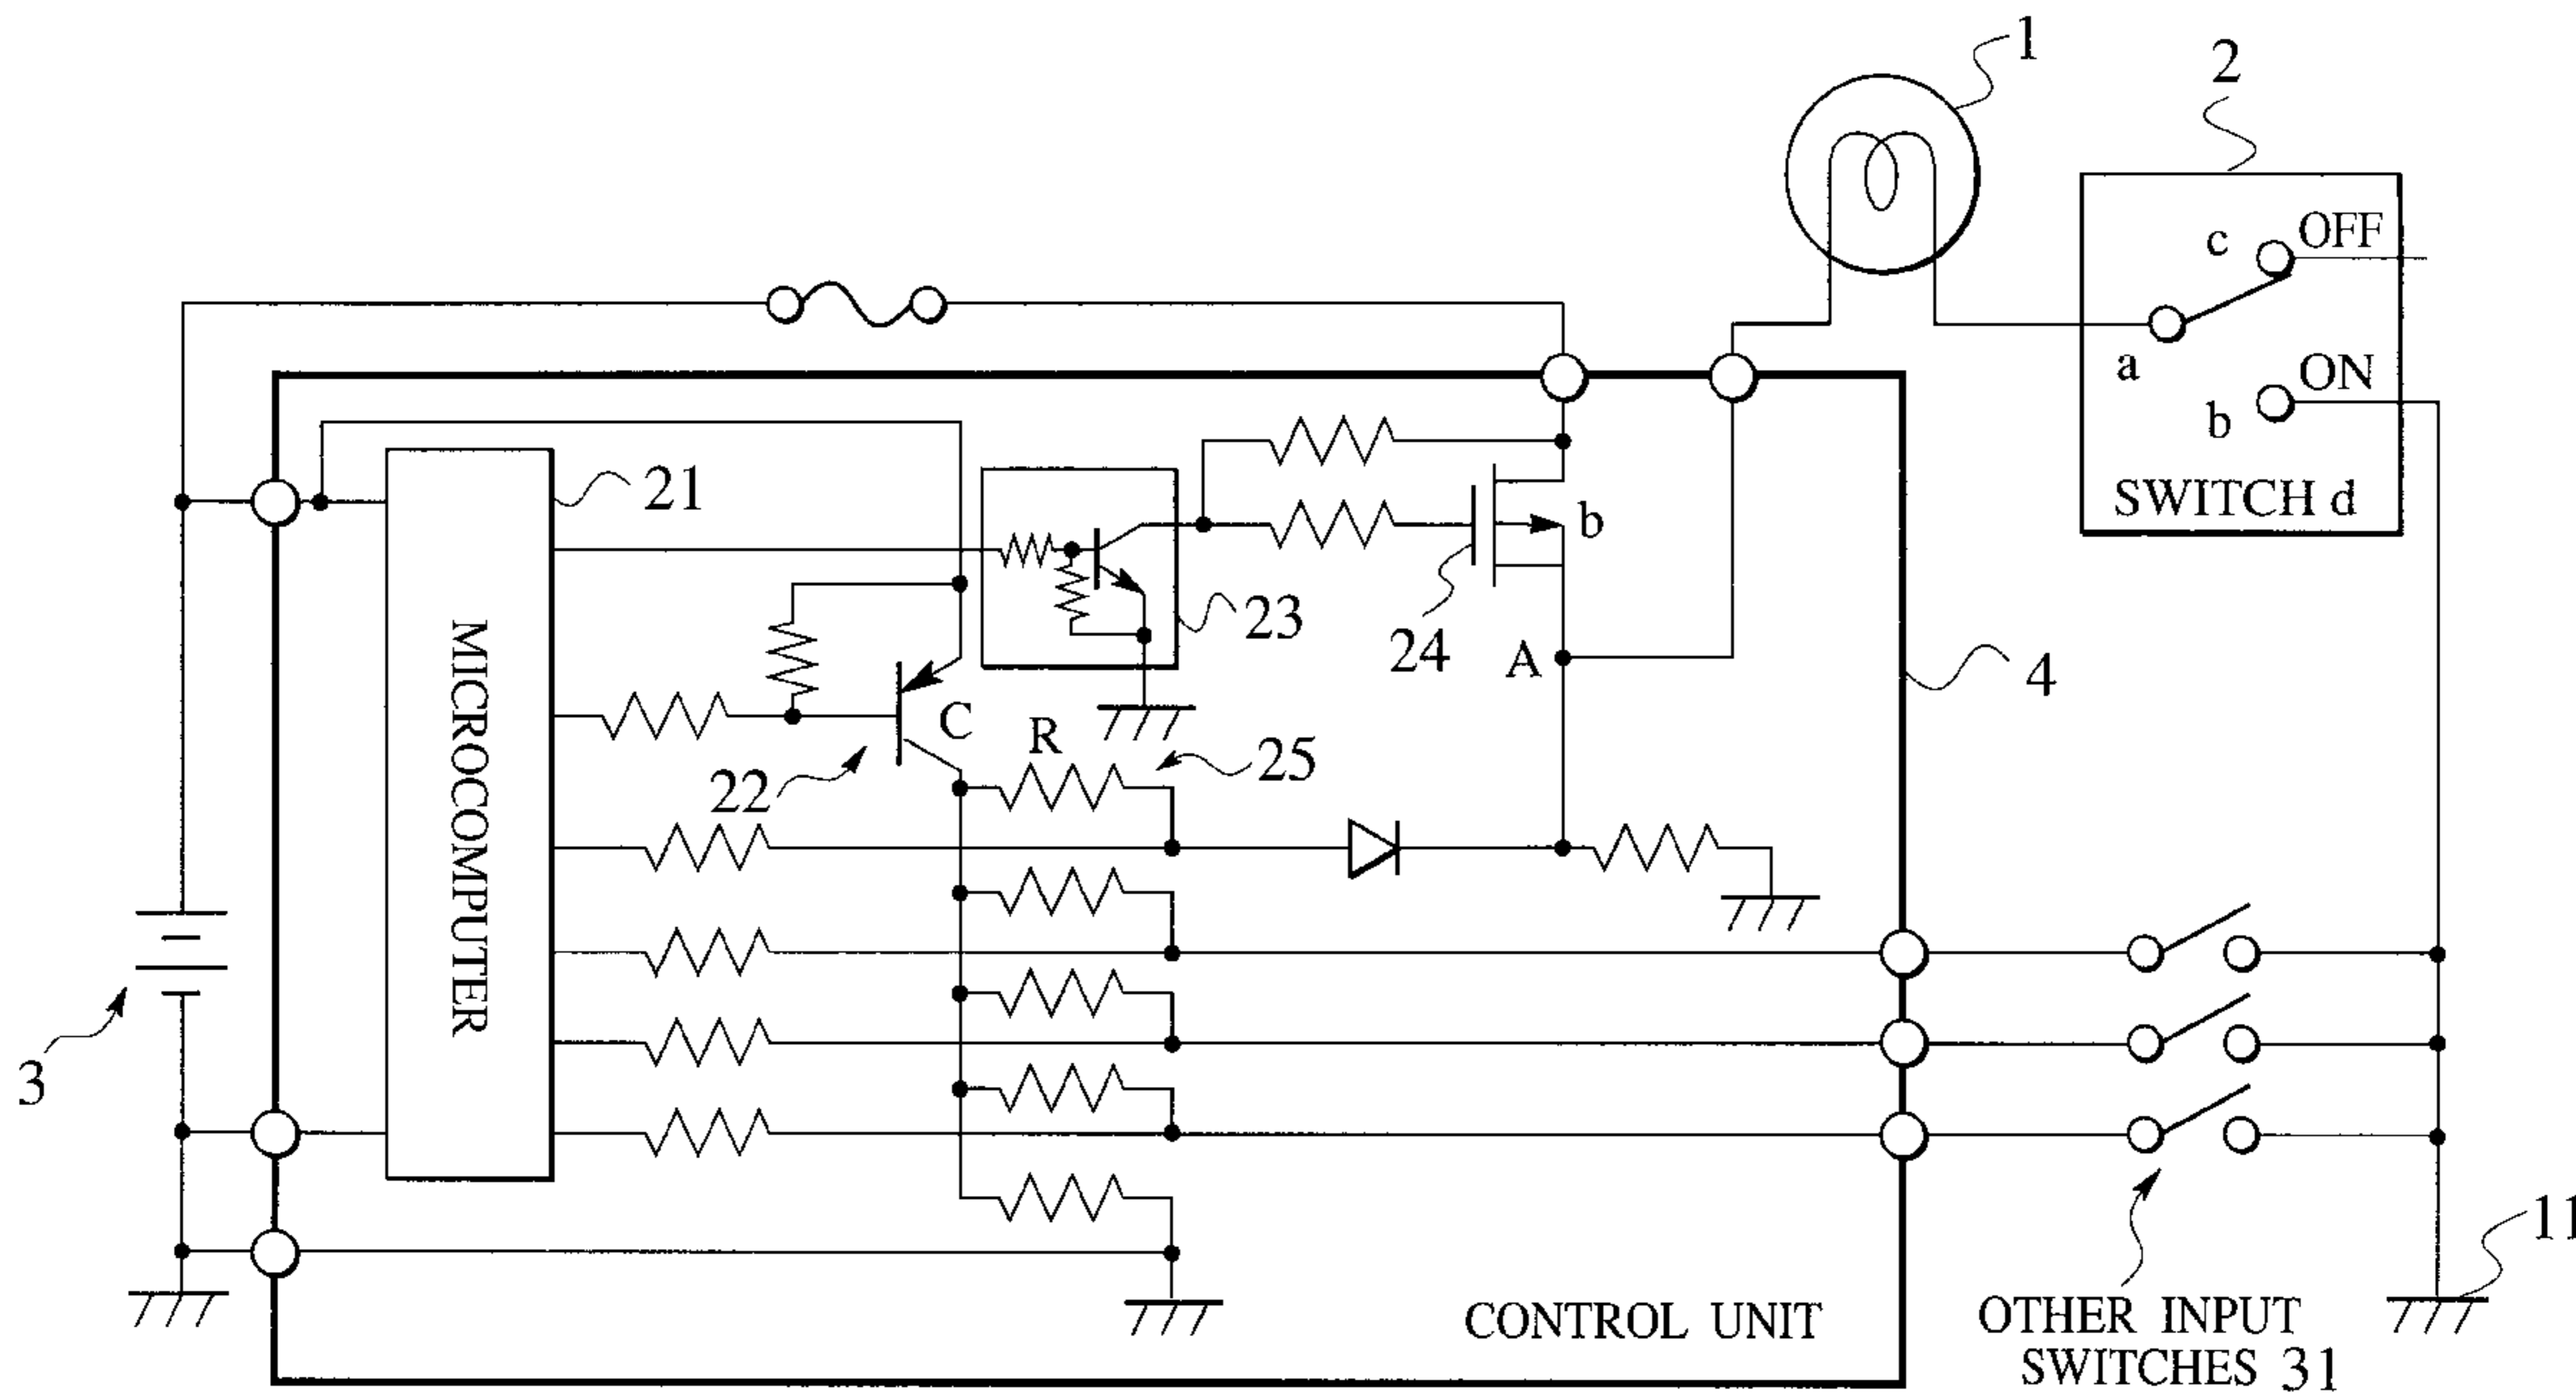 1
2
c OFF
a
ON
b
SWITCH d
21
b
23
24
A
4
MICROCOMPUTER
C
R
25
22
3
11
CONTROL UNIT
OTHER INPUT
SWITCHES 31